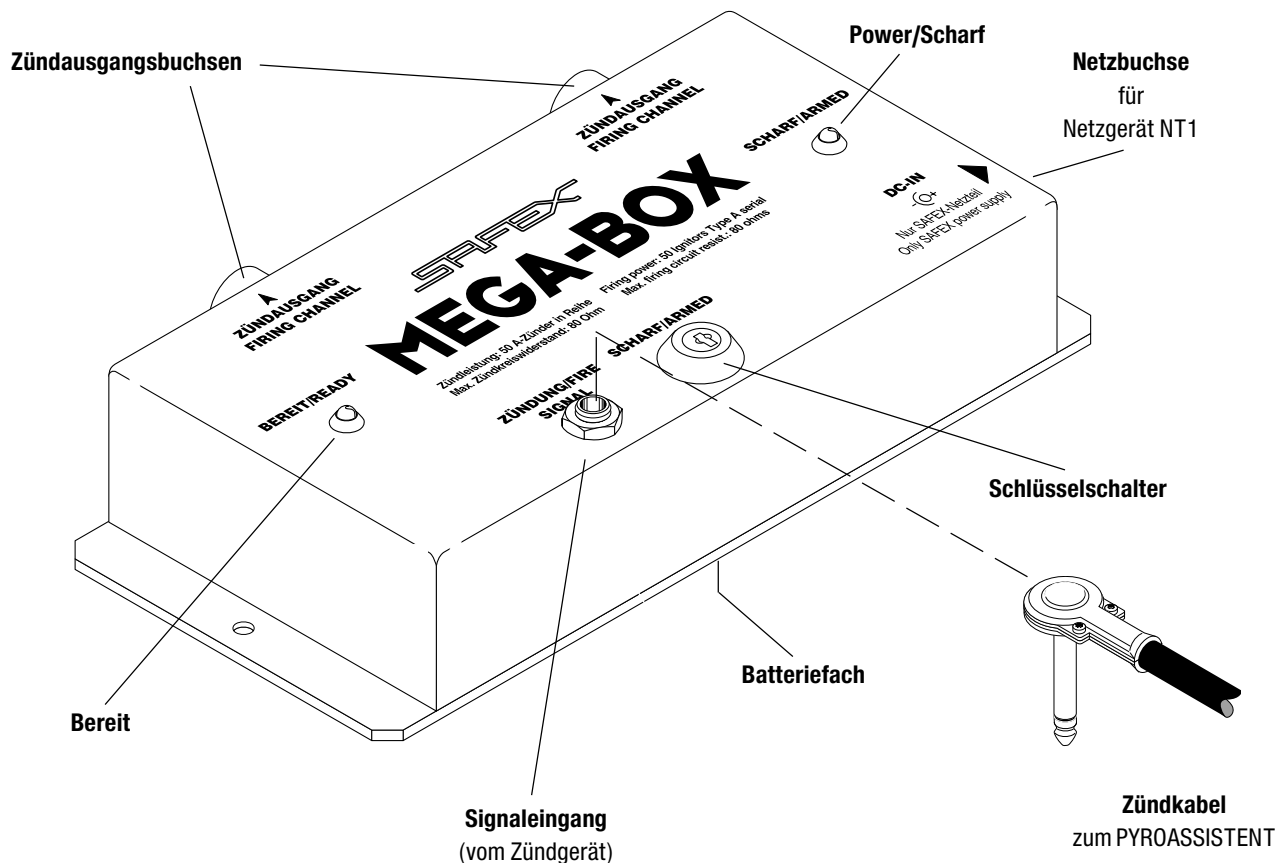 Power/Scharf
Zündausgangsbuchsen
Netzbuchse
für
Netzgerät NT1
ZÜNDAUSGANG
FIRING CHANNEL
SCHARF/ARMED
DC-IN
Nur SAFEX-Netzteil
Only SAFEX power supply
SAFEX
MEGA-BOX
ZÜNDAUSGANG
FIRING CHANNEL
Zündleistung: 50 A-Zünder in Reihe
Max. Zündkreiswiderstand: 80 Ohm
Firing power: 50 Ignitors Type A serial
Max. firing circuit resist.: 80 ohms
BEREIT/READY
ZÜNDUNG/FIRE
SIGNAL
SCHARF/ARMED
Schlüsselschalter
Batteriefach
Bereit
Signaleingang
(vom Zündgerät)
Zündkabel
zum PYROASSISTENT